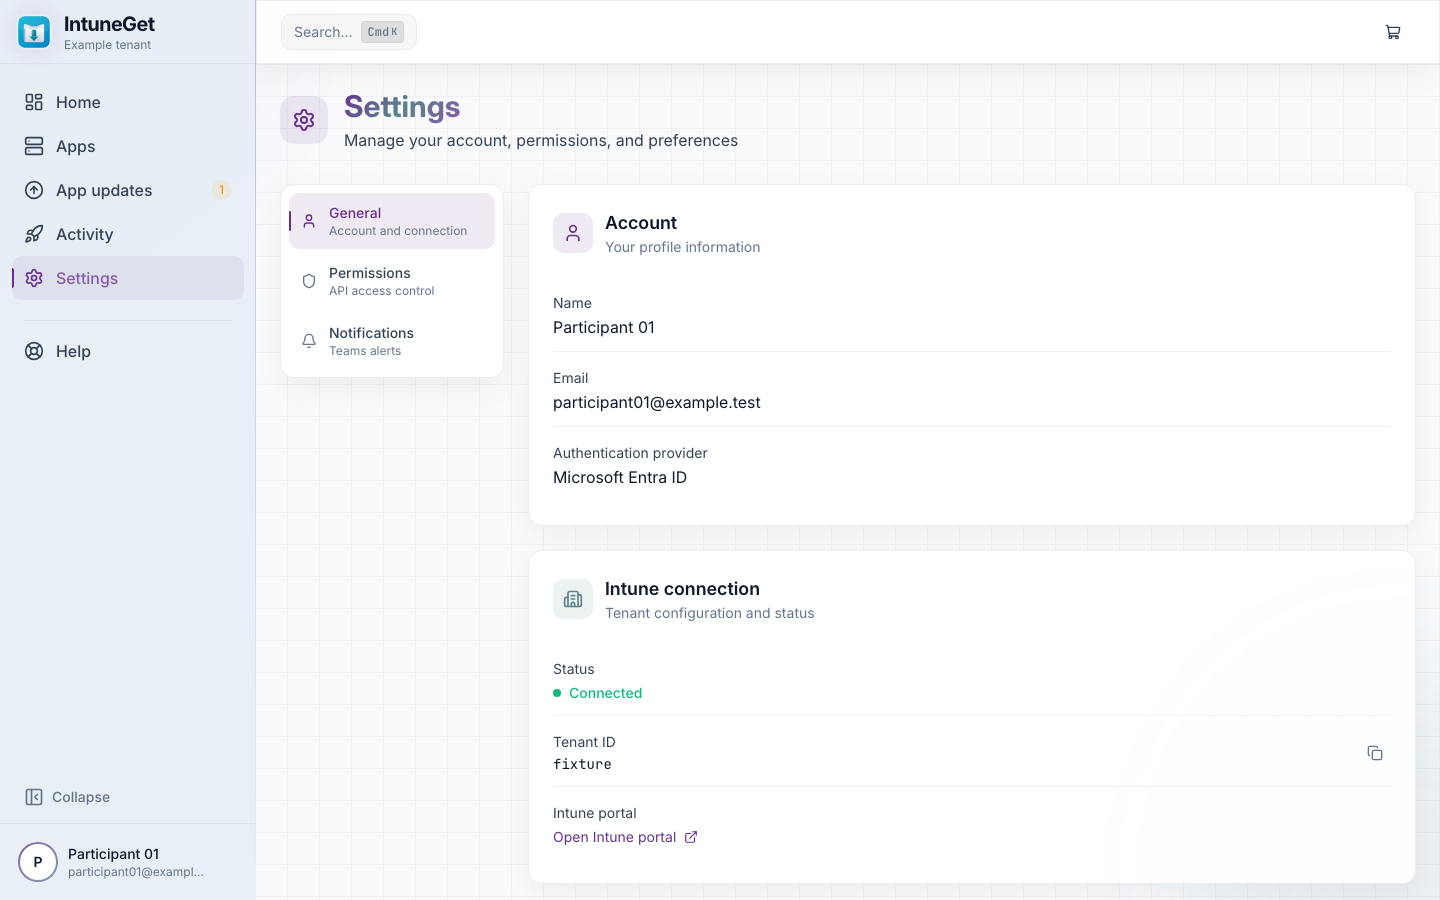 IntuneGet
Example tenant
Search... Cmd K
Home
Apps
App updates 1
Activity
Settings
Help
Collapse
P
Participant 01
participant01@exampl...
Settings
Manage your account, permissions, and preferences
General
Account and connection
Permissions
API access control
Notifications
Teams alerts
Account
Your profile information
Name
Participant 01
Email
participant01@example.test
Authentication provider
Microsoft Entra ID
Intune connection
Tenant configuration and status
Status
Connected
Tenant ID
fixture
Intune portal
Open Intune portal